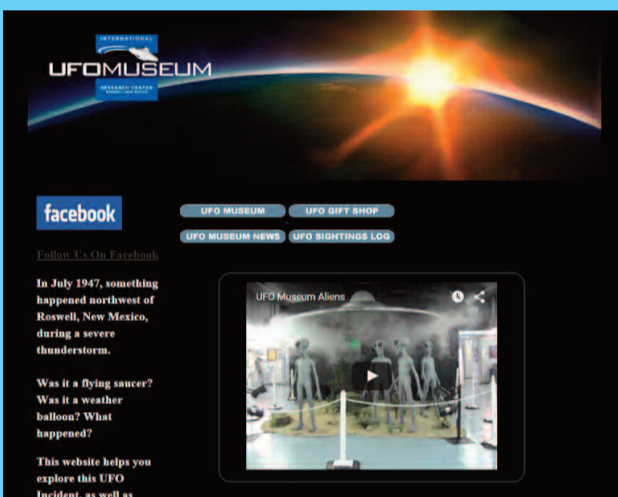 INTERNATIONAL
UFOMUSEUM
RESEARCH CENTER
ROSWELL, NEW MEXICO
facebook
UFO MUSEUM
UFO GIFT SHOP
Follow Us On Facebook
UFO MUSEUM NEWS
UFO SIGHTINGS LOG
In July 1947, something
happened northwest of
Roswell, New Mexico,
during a severe
thunderstorm.
Was it a flying saucer?
Was it a weather
balloon? What
happened?
This website helps you
explore this UFO
Incident, as well as
UFO Museum Aliens